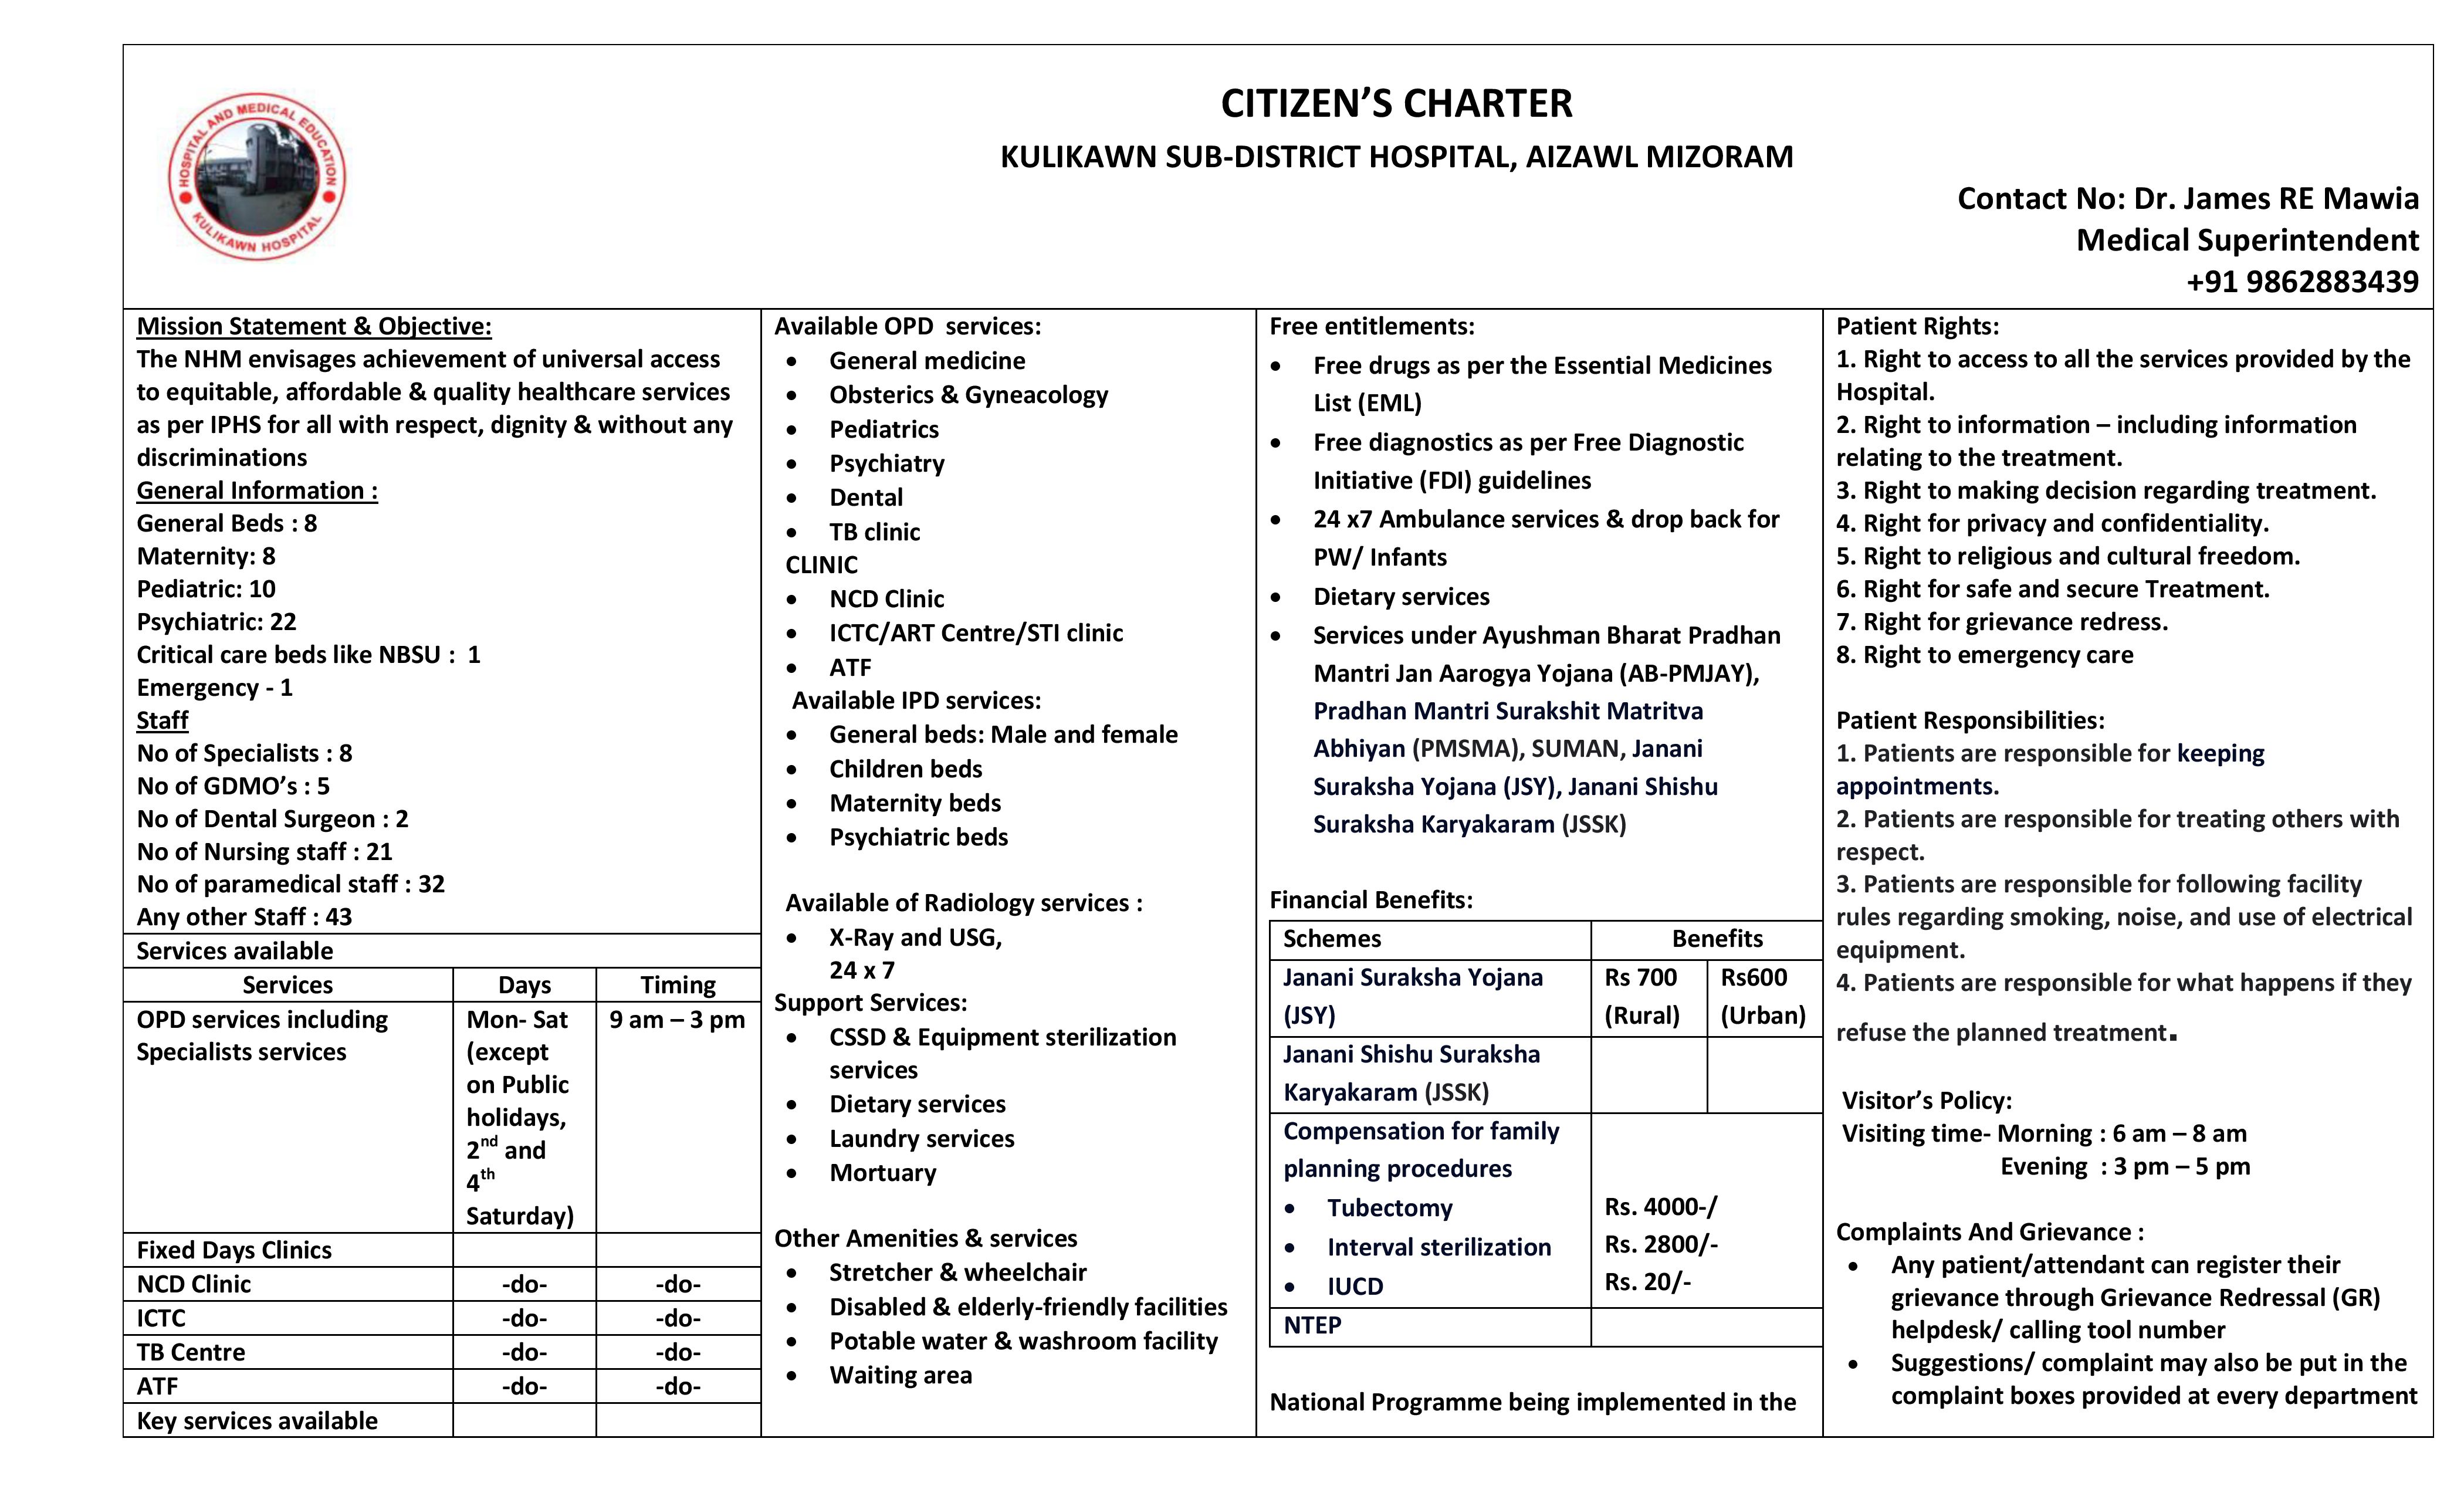 HOSPITAL AND MEDICAL EDUCATION
KULIKAWN HOSPITAL
CITIZEN’S CHARTER
KULIKAWN SUB-DISTRICT HOSPITAL, AIZAWL MIZORAM
Contact No: Dr. James RE Mawia
Medical Superintendent
+91 9862883439
Mission Statement & Objective:
The NHM envisages achievement of universal access
to equitable, affordable & quality healthcare services
as per IPHS for all with respect, dignity & without any
discriminations
General Information :
General Beds : 8
Maternity: 8
Pediatric: 10
Psychiatric: 22
Critical care beds like NBSU : 1
Emergency - 1
Staff
No of Specialists : 8
No of GDMO’s : 5
No of Dental Surgeon : 2
No of Nursing staff : 21
No of paramedical staff : 32
Any other Staff : 43
Services available
Services Days Timing
OPD services including Mon- Sat 9 am – 3 pm
Specialists services (except
on Public
holidays,
2nd and
4th
Saturday)
Fixed Days Clinics
NCD Clinic -do- -do-
ICTC -do- -do-
TB Centre -do- -do-
ATF -do- -do-
Key services available
Available OPD services:
• General medicine
• Obsterics & Gyneacology
• Pediatrics
• Psychiatry
• Dental
• TB clinic
CLINIC
• NCD Clinic
• ICTC/ART Centre/STI clinic
• ATF
Available IPD services:
• General beds: Male and female
• Children beds
• Maternity beds
• Psychiatric beds
Available of Radiology services :
• X-Ray and USG,
24 x 7
Support Services:
• CSSD & Equipment sterilization
services
• Dietary services
• Laundry services
• Mortuary
Other Amenities & services
• Stretcher & wheelchair
• Disabled & elderly-friendly facilities
• Potable water & washroom facility
• Waiting area
Free entitlements:
• Free drugs as per the Essential Medicines
List (EML)
• Free diagnostics as per Free Diagnostic
Initiative (FDI) guidelines
• 24 x7 Ambulance services & drop back for
PW/ Infants
• Dietary services
• Services under Ayushman Bharat Pradhan
Mantri Jan Aarogya Yojana (AB-PMJAY),
Pradhan Mantri Surakshit Matritva
Abhiyan (PMSMA), SUMAN, Janani
Suraksha Yojana (JSY), Janani Shishu
Suraksha Karyakaram (JSSK)
Financial Benefits:
Schemes Benefits
Janani Suraksha Yojana Rs 700 Rs600
(JSY) (Rural) (Urban)
Janani Shishu Suraksha
Karyakaram (JSSK)
Compensation for family
planning procedures
• Tubectomy Rs. 4000-/
• Interval sterilization Rs. 2800/-
• IUCD Rs. 20/-
NTEP
National Programme being implemented in the
Patient Rights:
1. Right to access to all the services provided by the
Hospital.
2. Right to information – including information
relating to the treatment.
3. Right to making decision regarding treatment.
4. Right for privacy and confidentiality.
5. Right to religious and cultural freedom.
6. Right for safe and secure Treatment.
7. Right for grievance redress.
8. Right to emergency care
Patient Responsibilities:
1. Patients are responsible for keeping
appointments.
2. Patients are responsible for treating others with
respect.
3. Patients are responsible for following facility
rules regarding smoking, noise, and use of electrical
equipment.
4. Patients are responsible for what happens if they
refuse the planned treatment.
Visitor’s Policy:
Visiting time- Morning : 6 am – 8 am
Evening : 3 pm – 5 pm
Complaints And Grievance :
• Any patient/attendant can register their
grievance through Grievance Redressal (GR)
helpdesk/ calling tool number
• Suggestions/ complaint may also be put in the
complaint boxes provided at every department